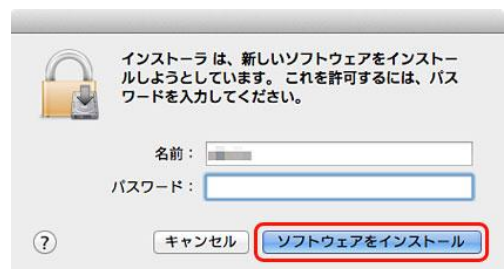 インストーラ は、新しいソフトウェアをインストー
ルしようとしています。 これを許可するには、パス
ワードを入力してください。
名前：
パスワード：
? キャンセル ソフトウェアをインストール